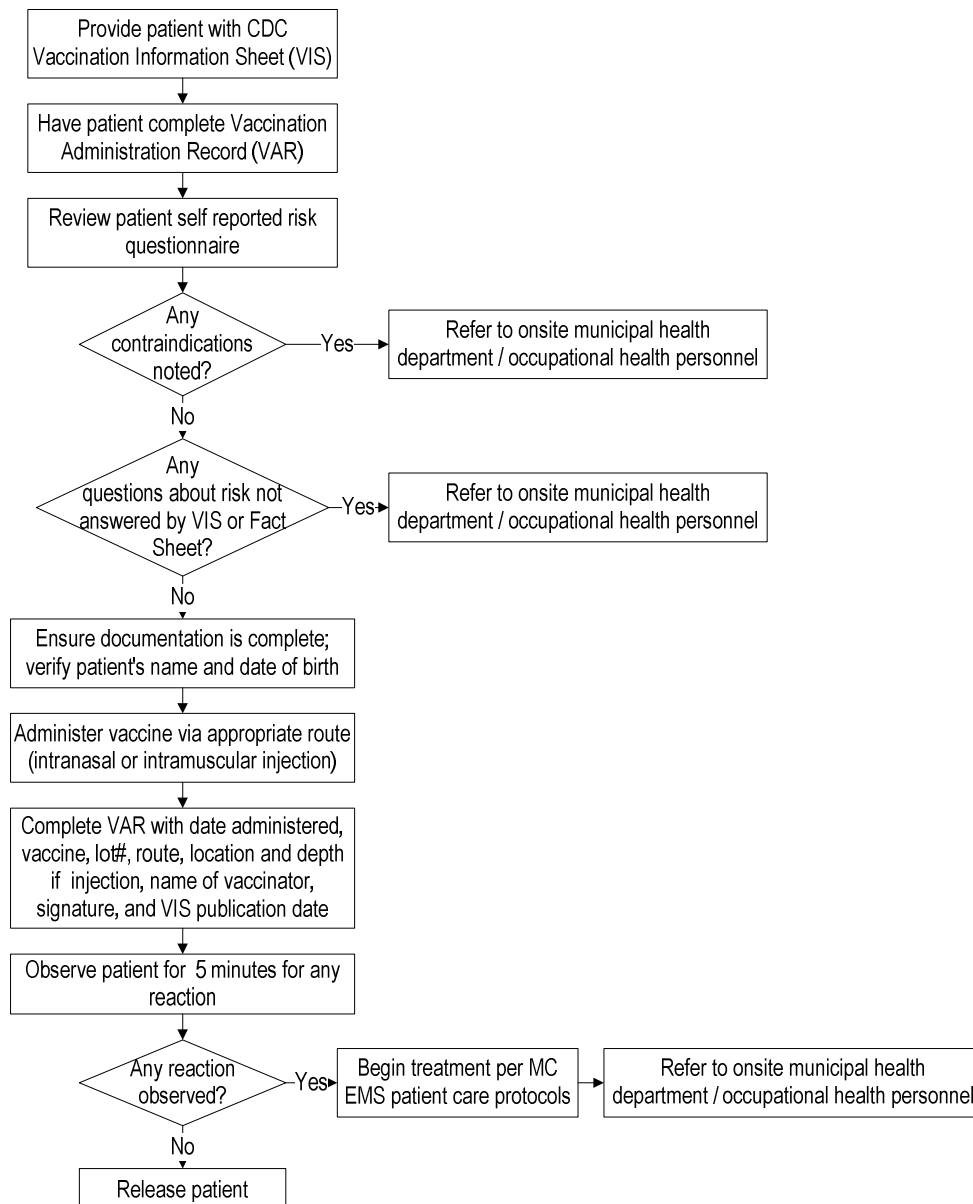 Provide patient with CDC
Vaccination Information Sheet (VIS)
Have patient complete Vaccination
Administration Record (VAR)
Review patient self reported risk
questionnaire
Any
contraindications
noted?
Yes
Refer to onsite municipal health
department / occupational health personnel
No
Any
questions about risk not
answered by VIS or Fact
Sheet?
Yes
Refer to onsite municipal health
department / occupational health personnel
No
Ensure documentation is complete;
verify patient's name and date of birth
Administer vaccine via appropriate route
(intranasal or intramuscular injection)
Complete VAR with date administered,
vaccine, lot#, route, location and depth
if injection, name of vaccinator,
signature, and VIS publication date
Observe patient for 5 minutes for any
reaction
Any reaction
observed?
Yes
Begin treatment per MC
EMS patient care protocols
Refer to onsite municipal health
department / occupational health personnel
No
Release patient